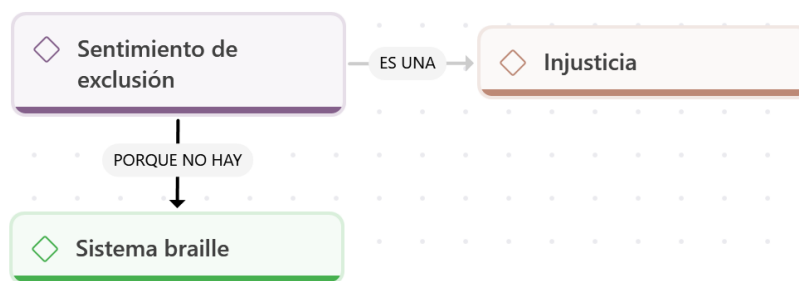 Sentimiento de
exclusión
ES UNA
Injusticia
PORQUE NO HAY
Sistema braille